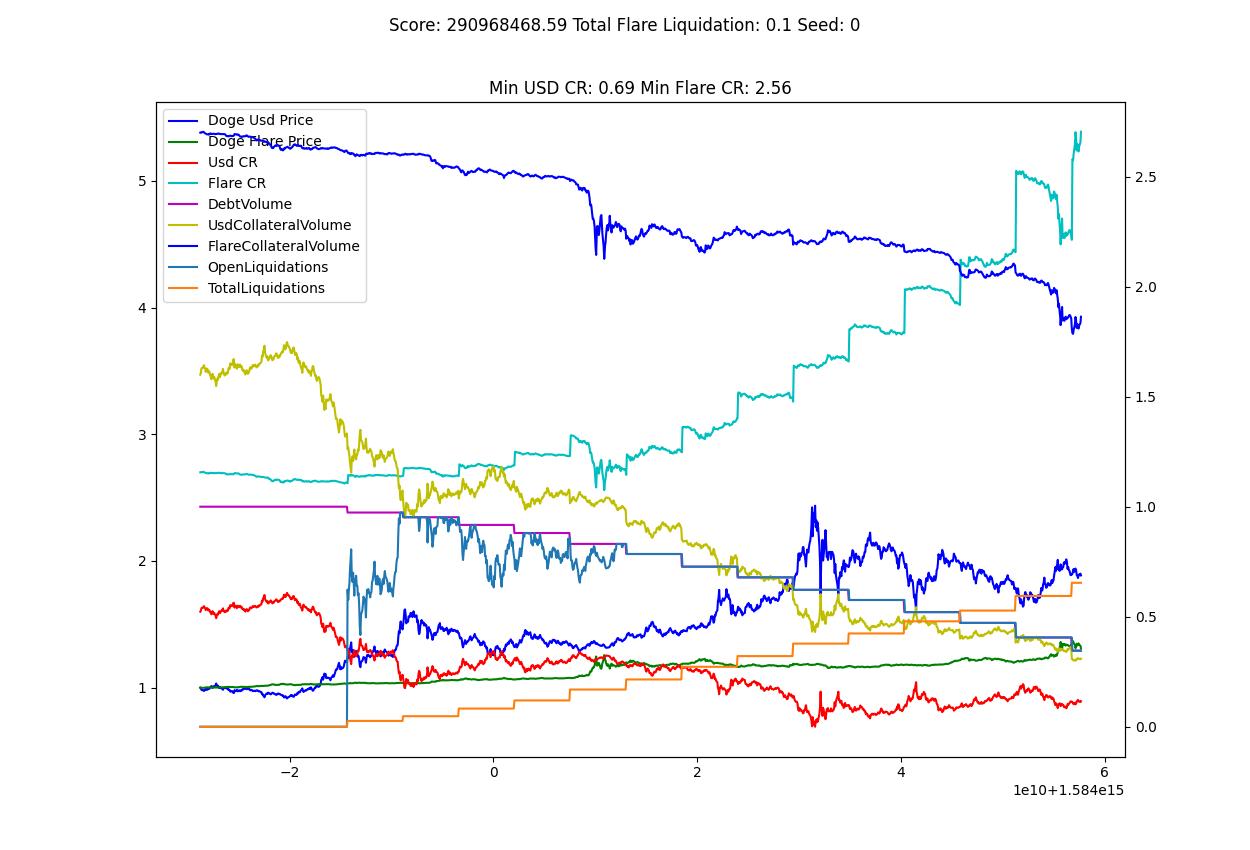 Score: 290968468.59 Total Flare Liquidation: 0.1 Seed: 0
Min USD CR: 0.69 Min Flare CR: 2.56
Doge Usd Price
Doge Flare Price
Usd CR
Flare CR
DebtVolume
UsdCollateralVolume
FlareCollateralVolume
OpenLiquidations
TotalLiquidations
5
4
3
2
1
2.5
2.0
1.5
1.0
0.5
0.0
−2 0 2 4 6
1e10+1.584e15